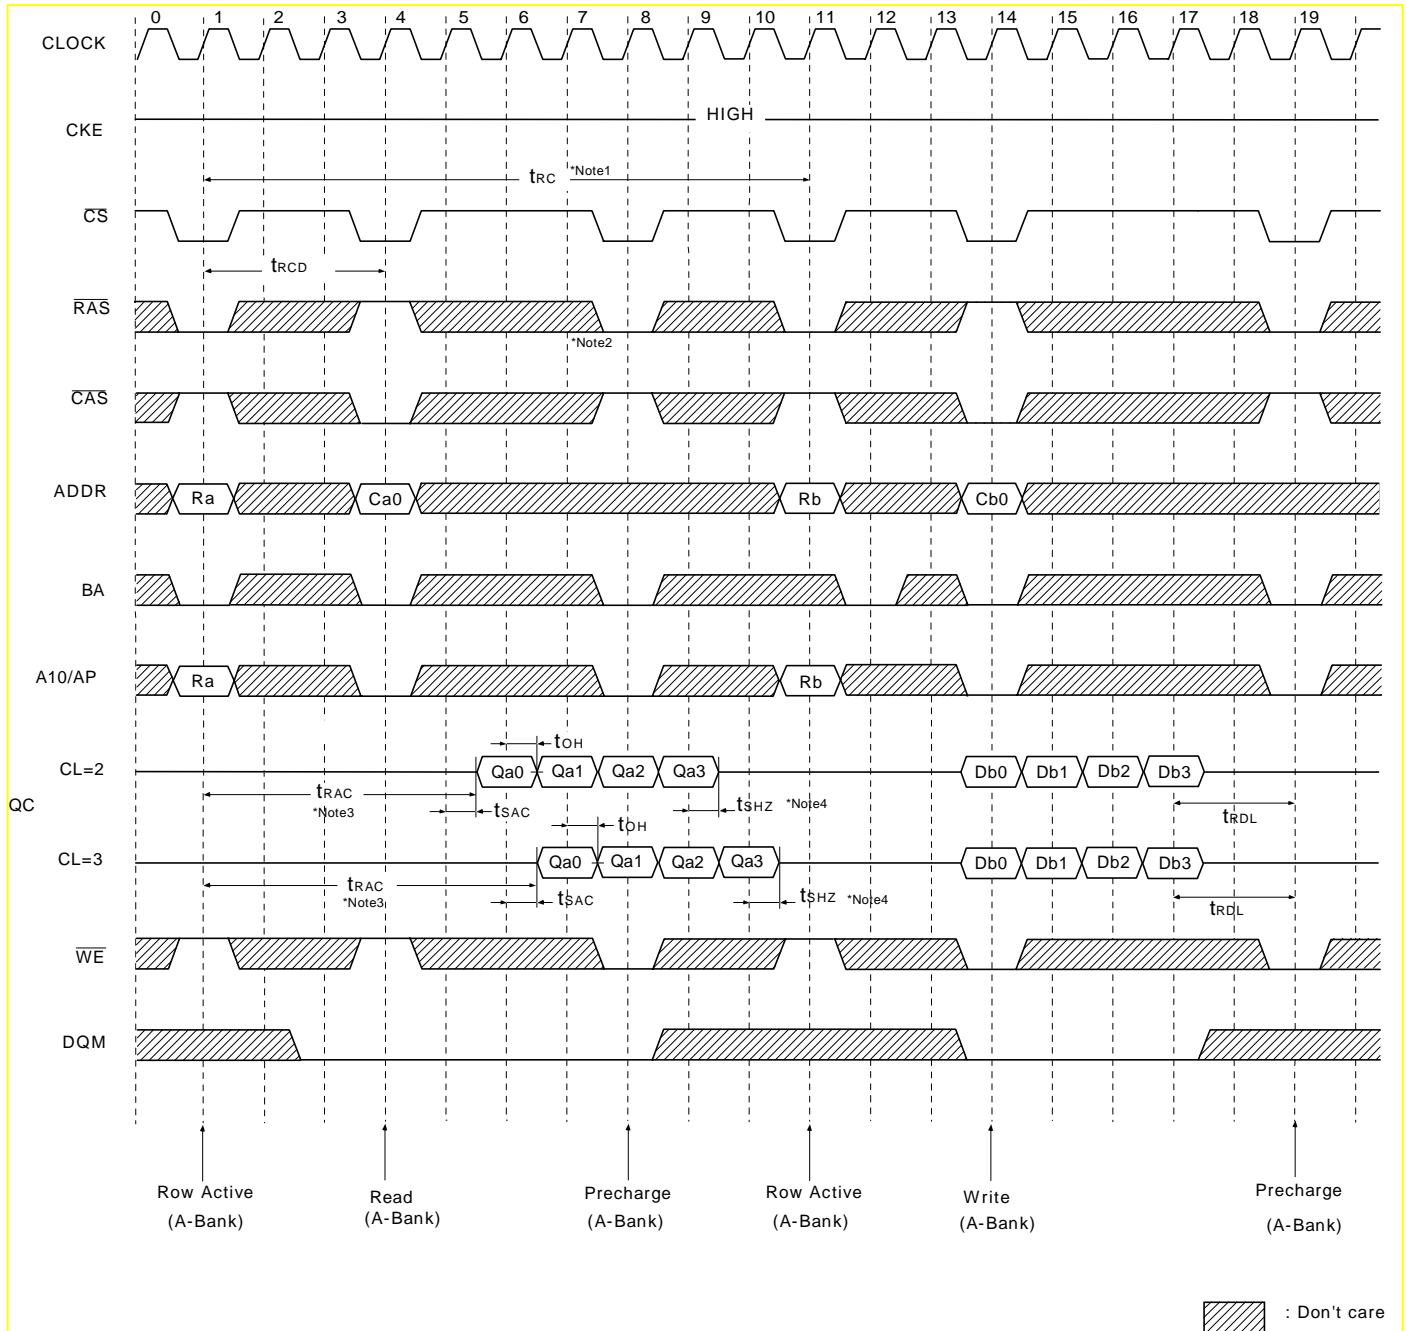 0 1 2 3 4 5 6 7 8 9 10 11 12 13 14 15 16 17 18 19
CLOCK
HIGH
CKE
tRC *Note1
CS
tRCD
RAS
*Note2
CAS
ADDR Ra Ca0 Rb Cb0
BA
A10/AP Ra Rb
tOH
CL=2 Qa0 Qa1 Qa2 Qa3 Db0 Db1 Db2 Db3
QC
tRAC *Note3 tSAC tSHZ *Note4 tRDL
tOH
CL=3 Qa0 Qa1 Qa2 Qa3 Db0 Db1 Db2 Db3
tRAC *Note3 tSAC tSHZ *Note4 tRDL
WE
DQM
Row Active (A-Bank)
Read (A-Bank)
Precharge (A-Bank)
Row Active (A-Bank)
Write (A-Bank)
Precharge (A-Bank)
: Don't care